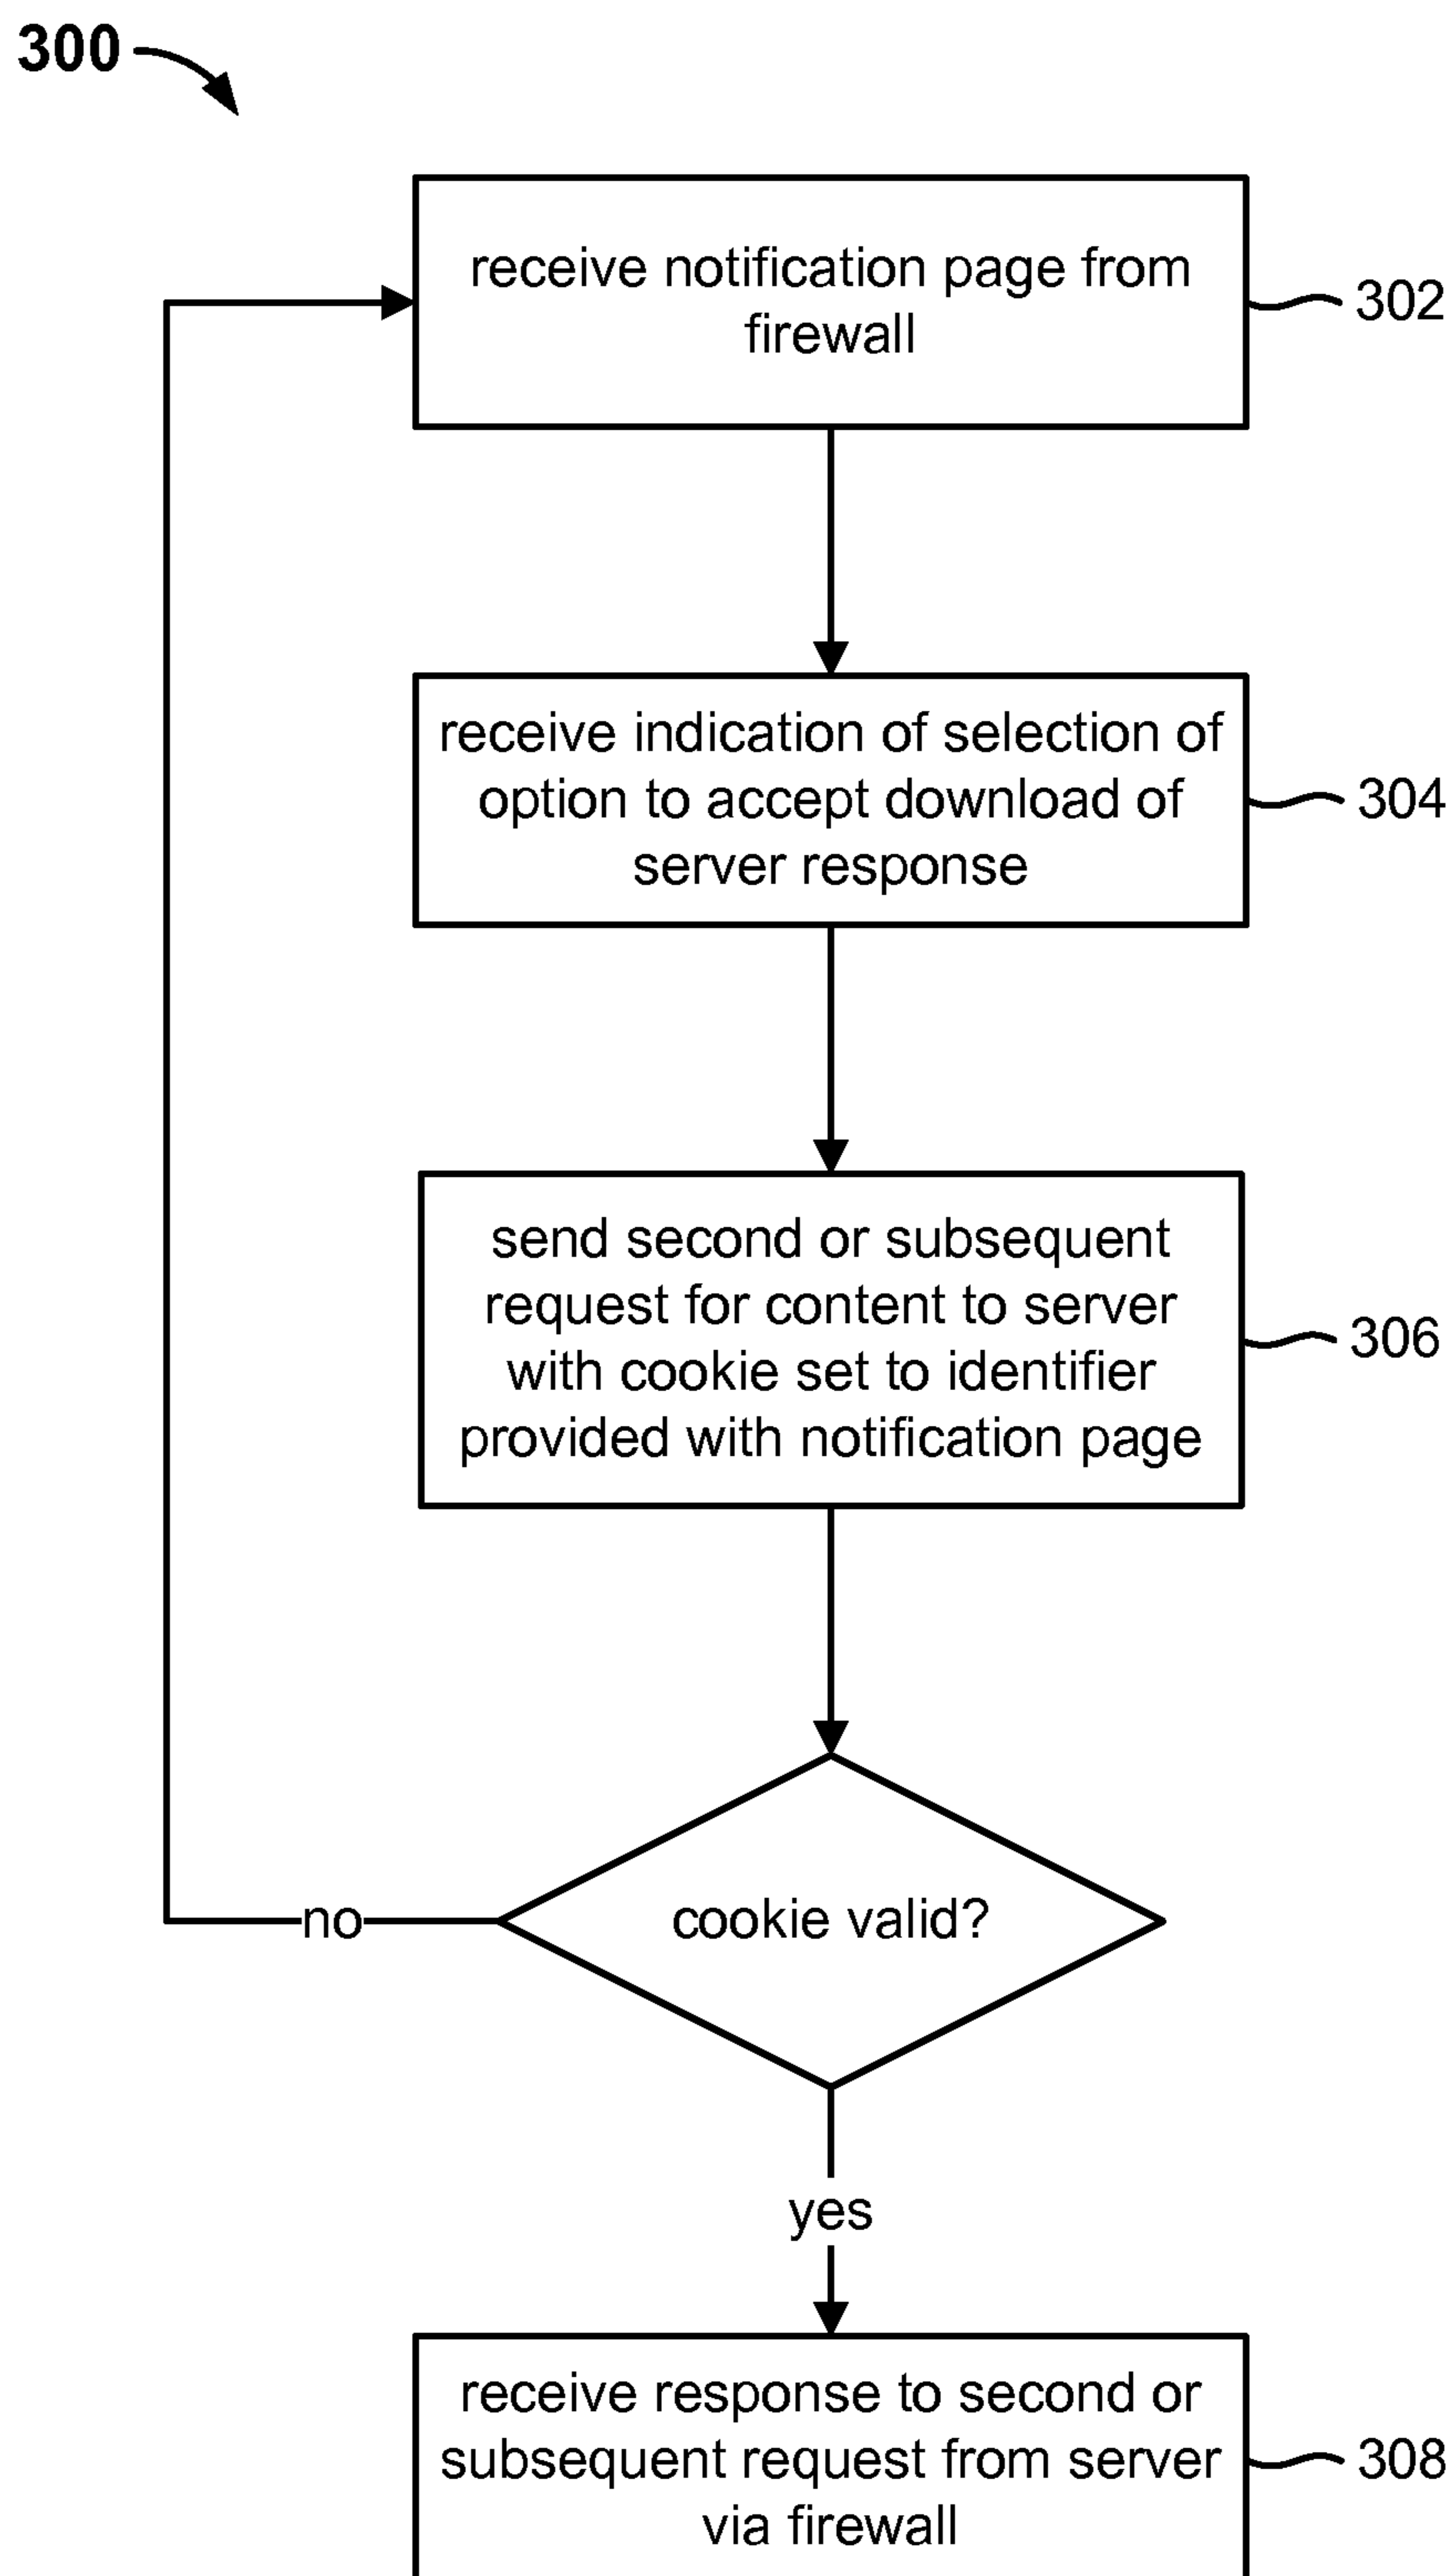 300
receive notification page from
firewall
302
receive indication of selection of
option to accept download of
server response
304
send second or subsequent
request for content to server
with cookie set to identifier
provided with notification page
306
cookie valid?
no
yes
receive response to second or
subsequent request from server
via firewall
308